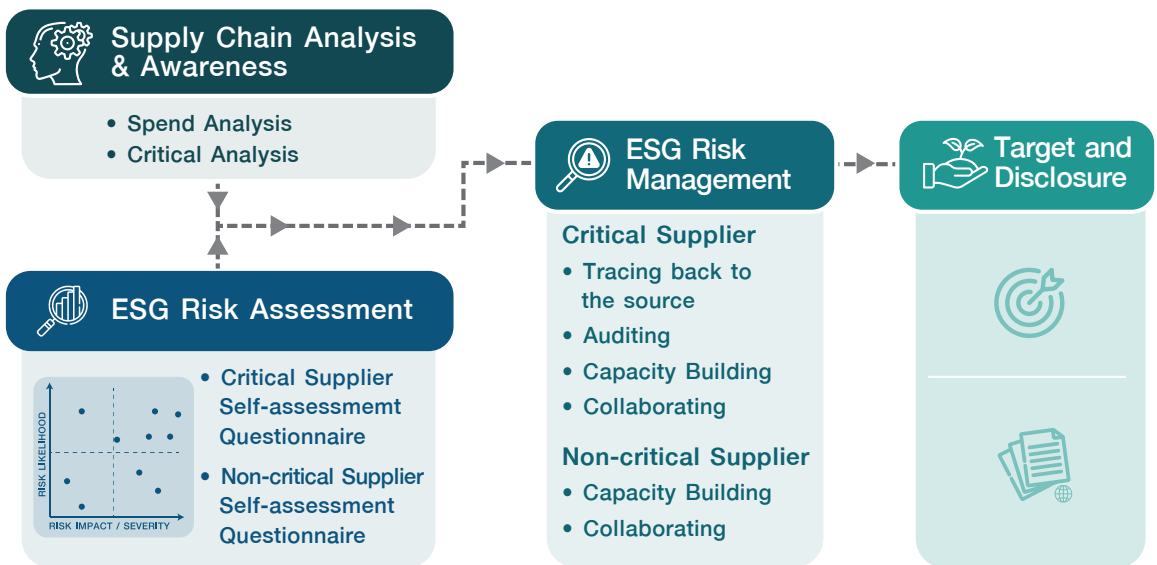 Supply Chain Analysis
& Awareness
• Spend Analysis
• Critical Analysis
ESG Risk Assessment
RISK LIKELIHOOD
RISK IMPACT / SEVERITY
• Critical Supplier
Self-assessmemt
Questionnaire
• Non-critical Supplier
Self-assessment
Questionnaire
ESG Risk
Management
Critical Supplier
• Tracing back to
the source
• Auditing
• Capacity Building
• Collaborating
Non-critical Supplier
• Capacity Building
• Collaborating
Target and
Disclosure